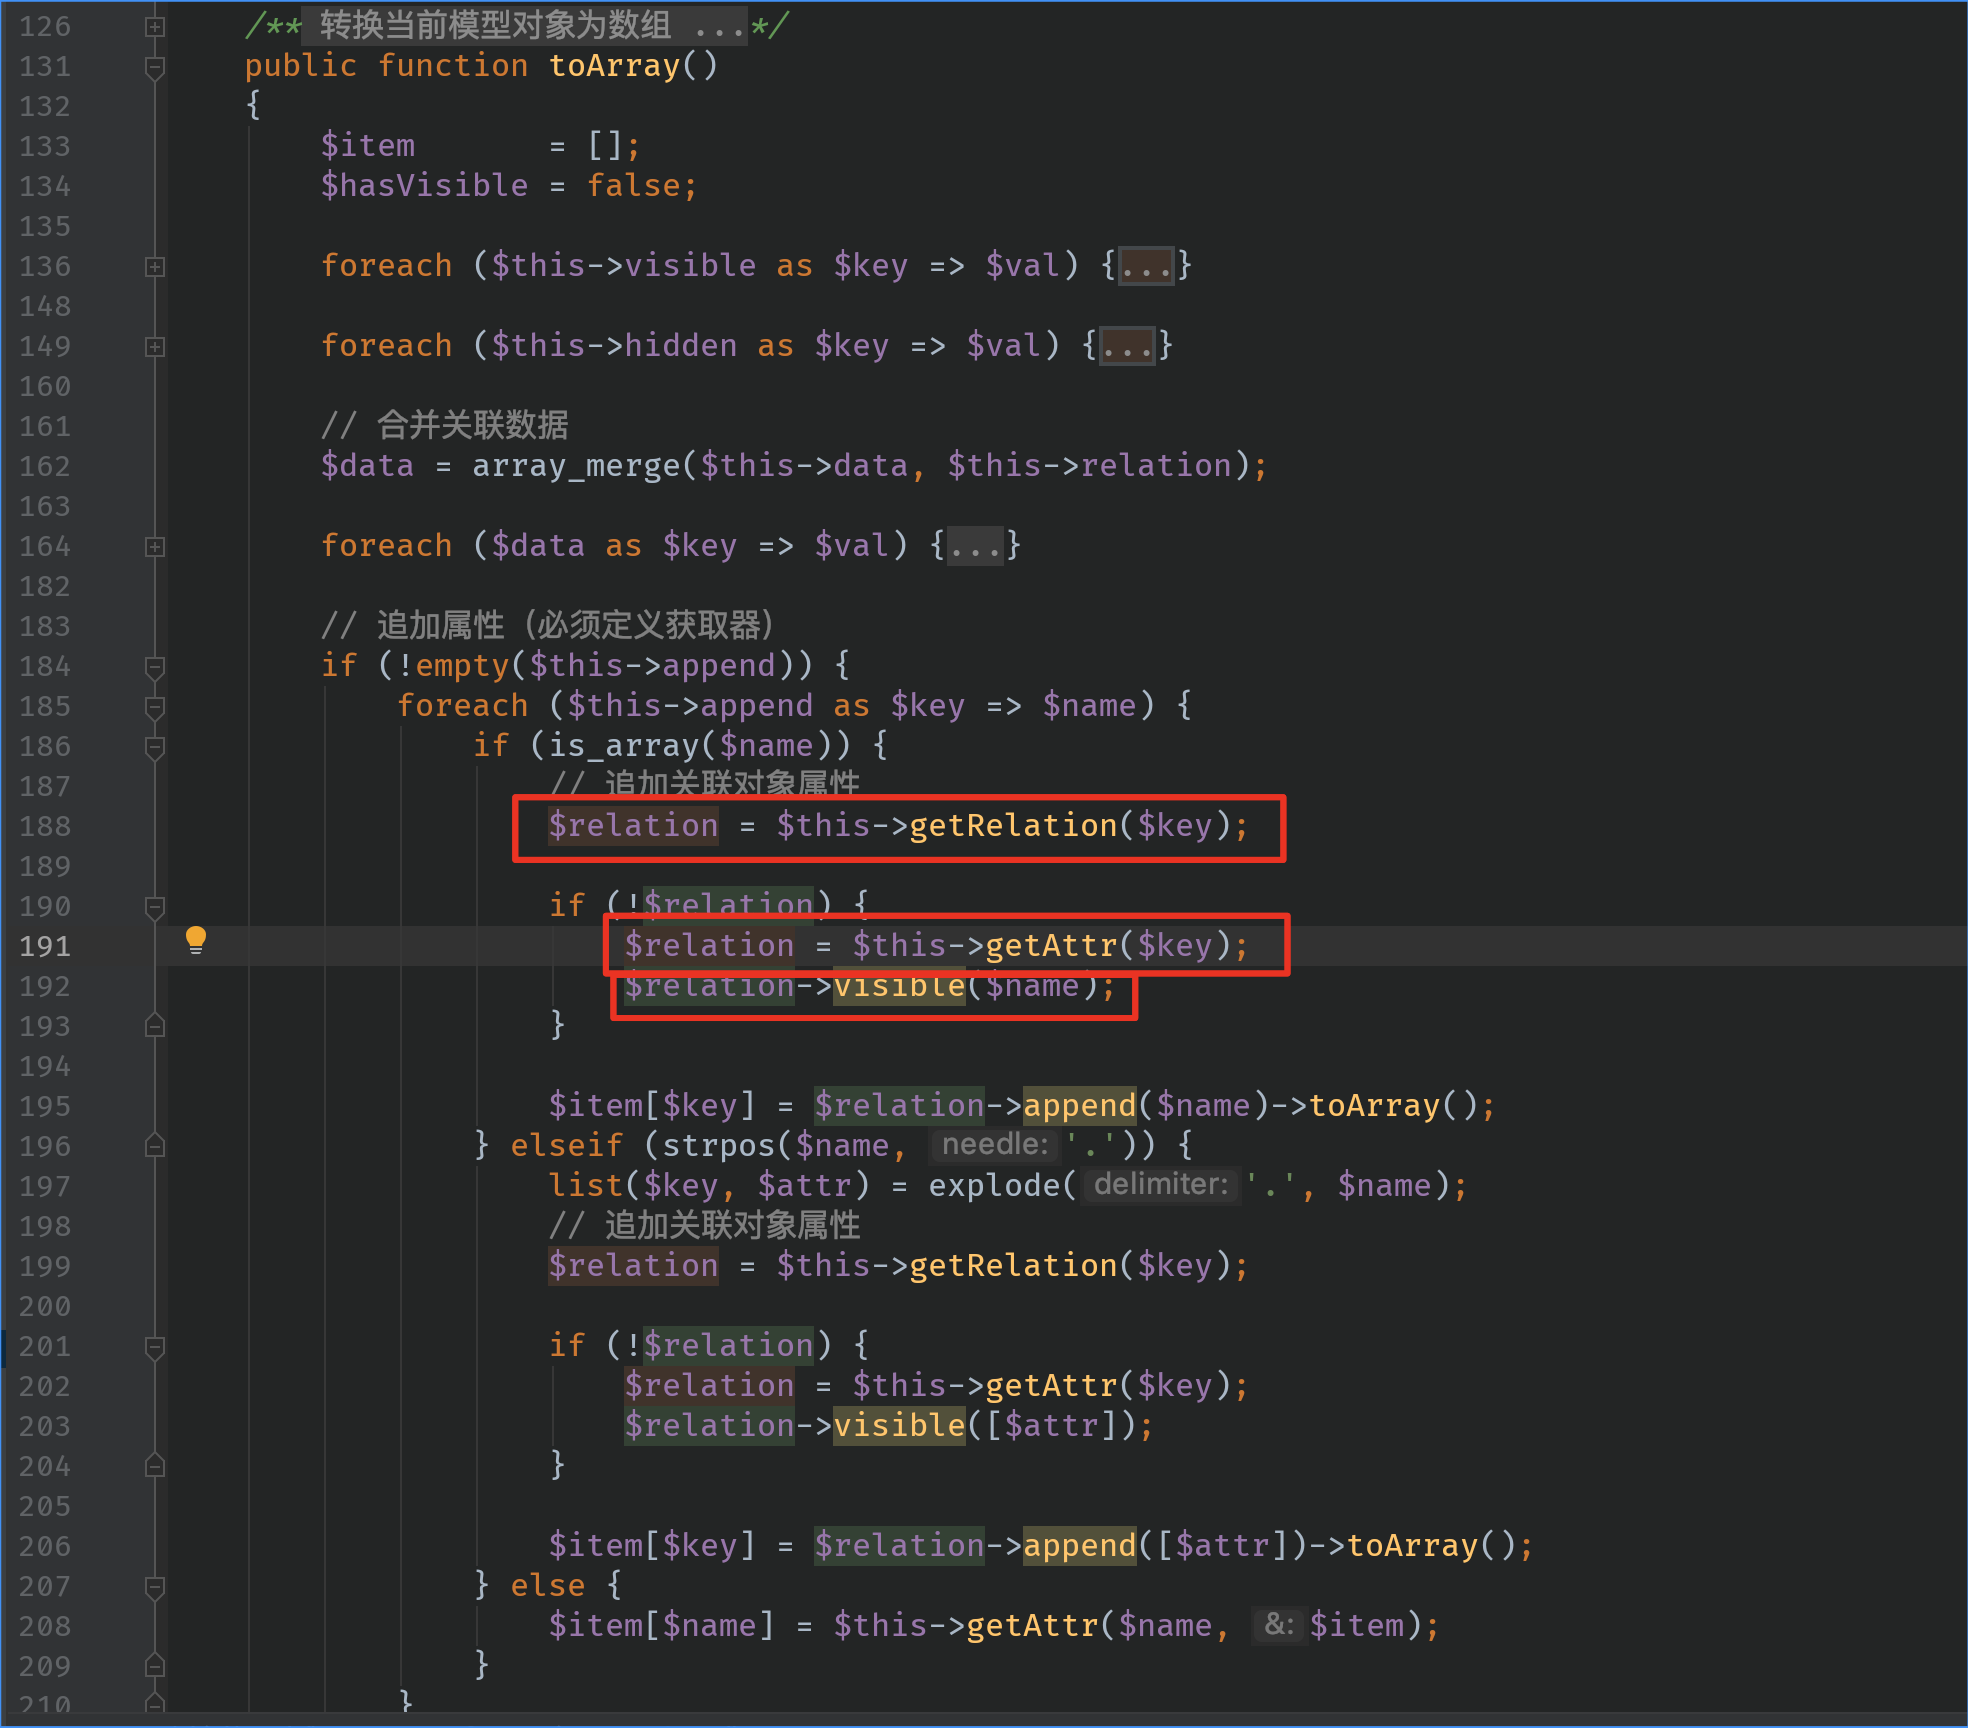 126 /** 转换当前模型对象为数组 ...*/
131 public function toArray()
132 {
133 $item       = [];
134 $hasVisible = false;
135
136 foreach ($this->visible as $key => $val) {...}
148
149 foreach ($this->hidden as $key => $val) {...}
160
161 // 合并关联数据
162 $data = array_merge($this->data, $this->relation);
163
164 foreach ($data as $key => $val) {...}
182
183 // 追加属性（必须定义获取器）
184 if (!empty($this->append)) {
185 foreach ($this->append as $key => $name) {
186 if (is_array($name)) {
187 // 追加关联对象属性
188 $relation = $this->getRelation($key);
189
190 if (!$relation) {
191 $relation = $this->getAttr($key);
192 $relation->visible($name);
193 }
194
195 $item[$key] = $relation->append($name)->toArray();
196 } elseif (strpos($name, needle: '.')) {
197 list($key, $attr) = explode( delimiter: '.', $name);
198 // 追加关联对象属性
199 $relation = $this->getRelation($key);
200
201 if (!$relation) {
202 $relation = $this->getAttr($key);
203 $relation->visible([$attr]);
204 }
205
206 $item[$key] = $relation->append([$attr])->toArray();
207 } else {
208 $item[$name] = $this->getAttr($name, &: $item);
209 }
210 }